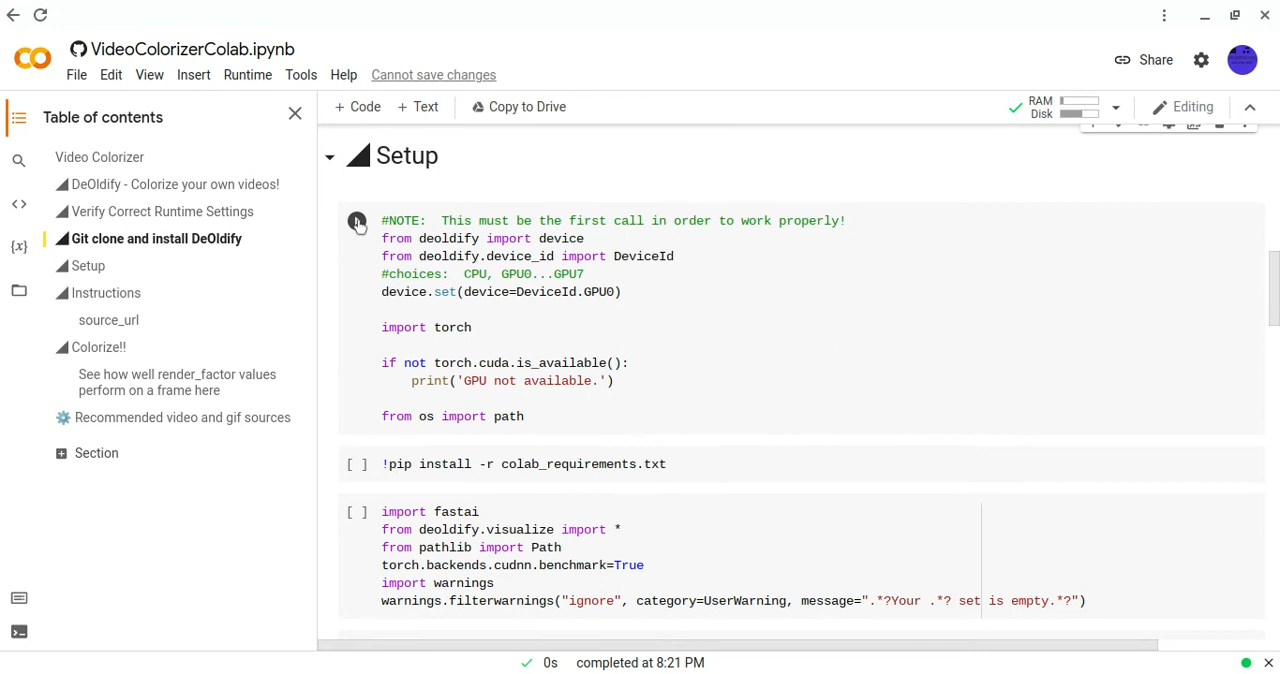 VideoColorizerColab.ipynb
File Edit View Insert Runtime Tools Help Cannot save changes
Share
Table of contents
+ Code + Text Copy to Drive
RAM
Disk
Editing
Video Colorizer
DeOldify - Colorize your own videos!
Verify Correct Runtime Settings
Git clone and install DeOldify
Setup
Instructions
source_url
Colorize!!
See how well render_factor values
perform on a frame here
Recommended video and gif sources
Section
{x}
Setup
#NOTE:  This must be the first call in order to work properly!
from deoldify import device
from deoldify.device_id import DeviceId
#choices:  CPU, GPU0...GPU7
device.set(device=DeviceId.GPU0)
import torch
if not torch.cuda.is_available():
    print('GPU not available.')
from os import path
[ ] !pip install -r colab_requirements.txt
[ ] import fastai
from deoldify.visualize import *
from pathlib import Path
torch.backends.cudnn.benchmark=True
import warnings
warnings.filterwarnings("ignore", category=UserWarning, message=".*?Your .*? set is empty.*?")
0s completed at 8:21 PM